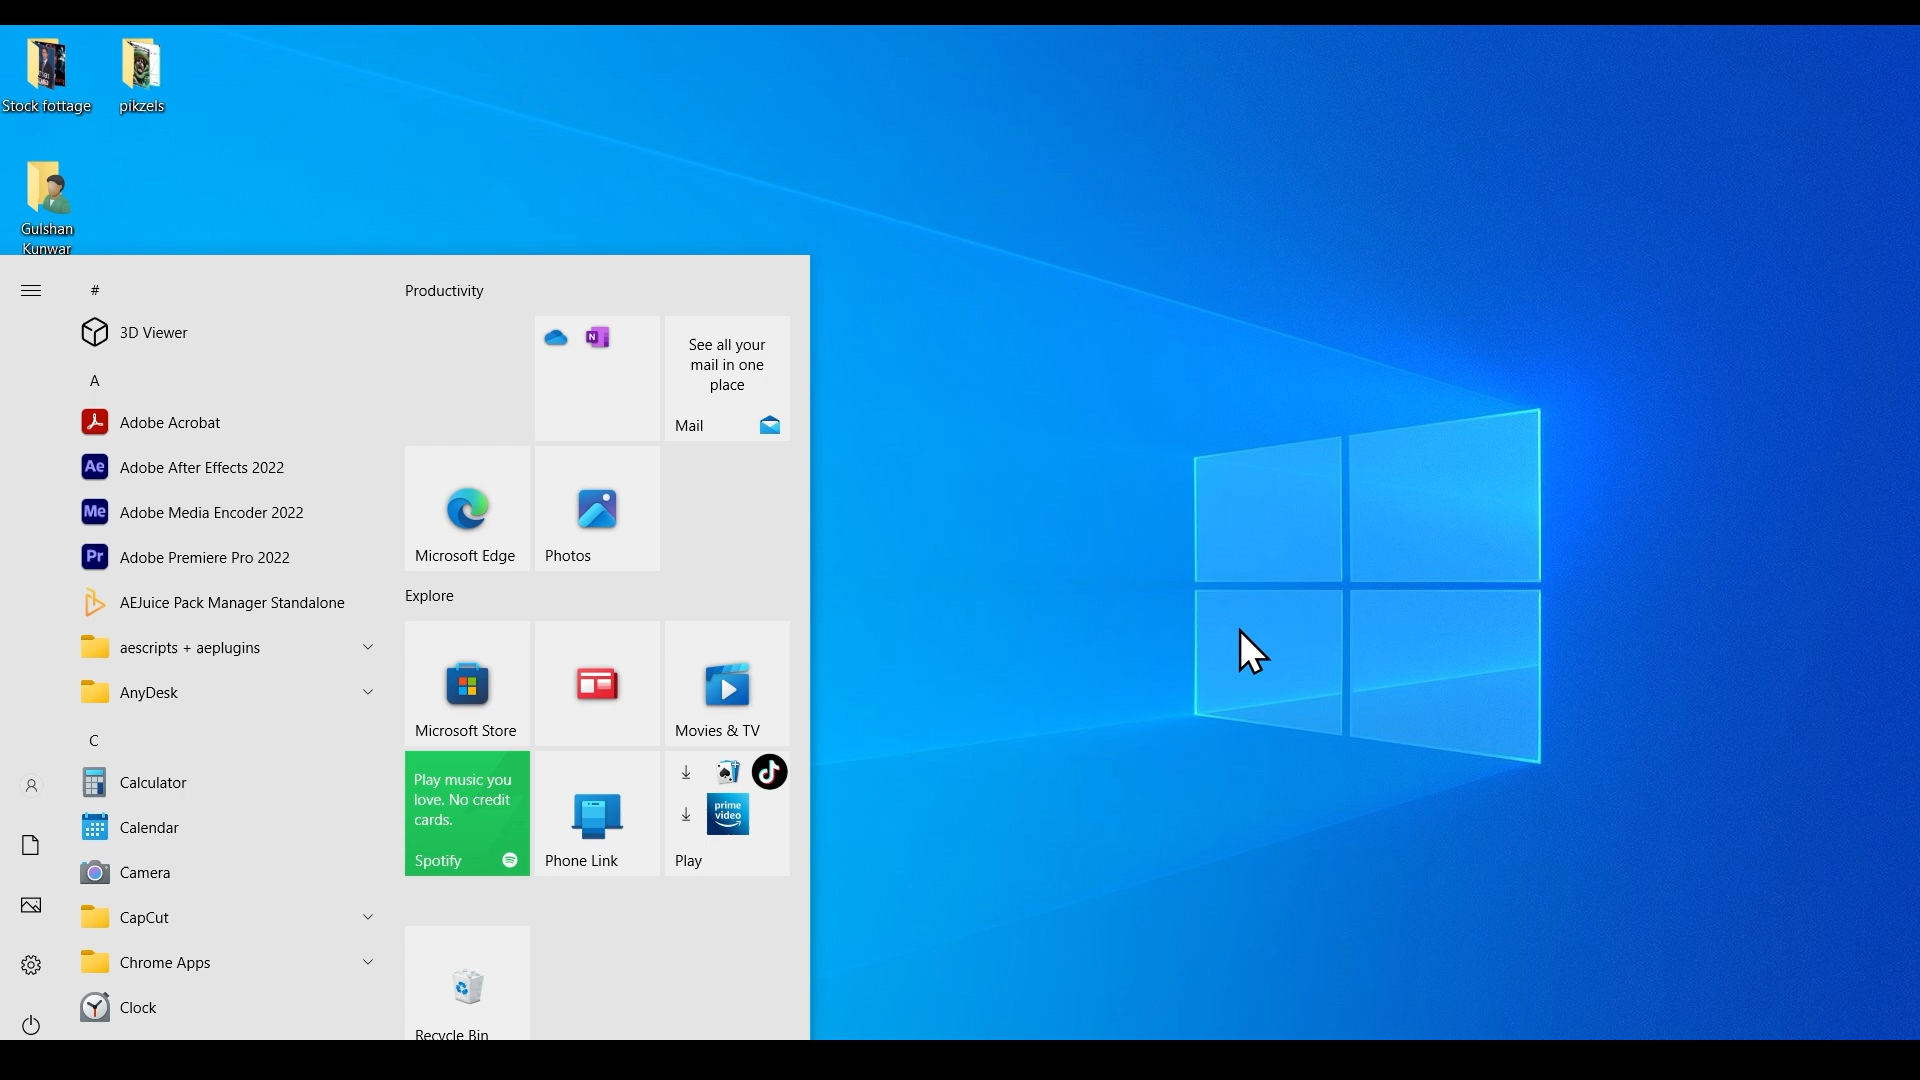 Stock fottage
pikzels
Gulshan
Kunwar
#
3D Viewer
A
Adobe Acrobat
Ae Adobe After Effects 2022
Me Adobe Media Encoder 2022
Pr Adobe Premiere Pro 2022
AEJuice Pack Manager Standalone
aescripts + aeplugins
AnyDesk
C
Calculator
Calendar
Camera
CapCut
Chrome Apps
Clock
Productivity
N
See all your
mail in one
place
Mail
Microsoft Edge
Photos
Explore
Microsoft Store
Movies & TV
Play music you
love. No credit
cards.
Spotify
Phone Link
prime
video
Play
Recycle Bin